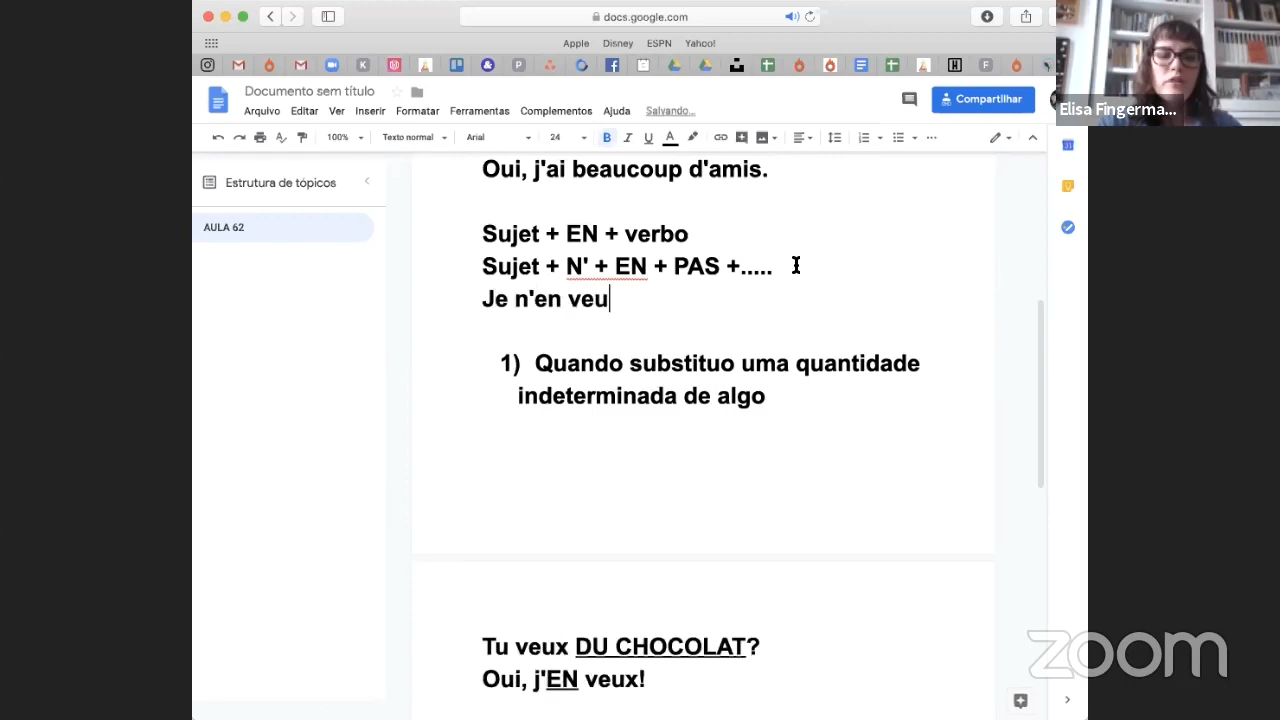 docs.google.com
Apple Disney ESPN Yahoo!
Documento sem título
Arquivo Editar Ver Inserir Formatar Ferramentas Complementos Ajuda Salvando...
Compartilhar
Elisa Fingerma...
100% Texto normal Arial 24 B I U A
Estrutura de tópicos
AULA 62
Oui, j'ai beaucoup d'amis.
Sujet + EN + verbo
Sujet + N' + EN + PAS +.....
Je n'en veu
1) Quando substituo uma quantidade
indeterminada de algo
Tu veux DU CHOCOLAT?
Oui, j'EN veux!
zoom